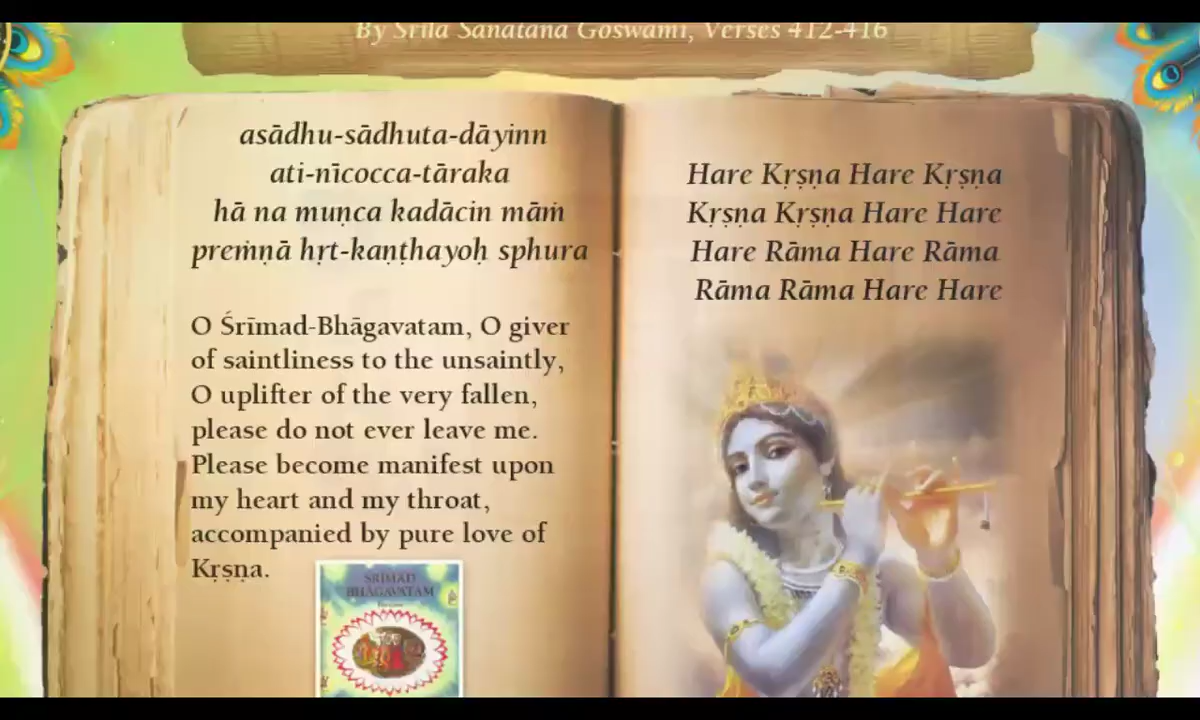 By Srila Sanatana Goswami, Verses 412-416
asādhu-sādhuta-dāyinn
ati-nīcocca-tāraka
hā na muṇca kadācin māṁ
preṁṇā hṛt-kaṇṭhayoḥ sphura
O Śrīmad-Bhāgavatam, O giver
of saintliness to the unsaintly,
O uplifter of the very fallen,
please do not ever leave me.
Please become manifest upon
my heart and my throat,
accompanied by pure love of
Kṛṣṇa.
SRIMAD
BHĀGAVATAM
Hare Kṛṣṇa Hare Kṛṣṇa
Kṛṣṇa Kṛṣṇa Hare Hare
Hare Rāma Hare Rāma
Rāma Rāma Hare Hare